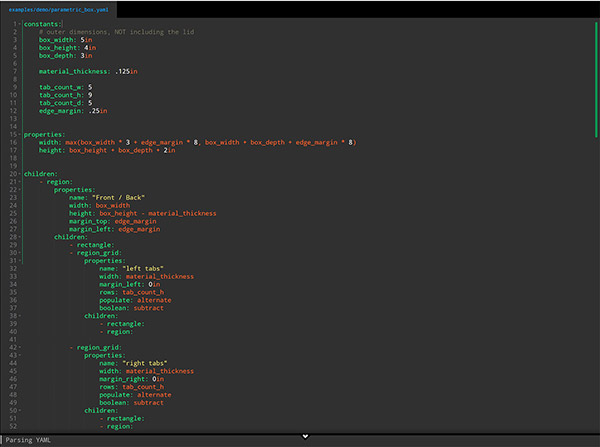 examples/demo/parametric_box.yaml
1 constants:
2 # outer dimensions, NOT including the lid
3 box_width: 5in
4 box_height: 4in
5 box_depth: 3in
6
7 material_thickness: .125in
8
9 tab_count_w: 5
10 tab_count_h: 9
11 tab_count_d: 5
12 edge_margin: .25in
13
14
15 properties:
16 width: max(box_width * 3 + edge_margin * 8, box_width + box_depth + edge_margin * 8)
17 height: box_height + box_depth + 2in
18
19
20 children:
21 - region:
22 properties:
23 name: "Front / Back"
24 width: box_width
25 height: box_height - material_thickness
26 margin_top: edge_margin
27 margin_left: edge_margin
28 children:
29 - rectangle:
30 - region_grid:
31 properties:
32 name: "left tabs"
33 width: material_thickness
34 margin_left: 0in
35 rows: tab_count_h
36 populate: alternate
37 boolean: subtract
38 children:
39 - rectangle:
40 - region:
41
42 - region_grid:
43 properties:
44 name: "right tabs"
45 width: material_thickness
46 margin_right: 0in
47 rows: tab_count_h
48 populate: alternate
49 boolean: subtract
50 children:
51 - rectangle:
52 - region:
Parsing YAML